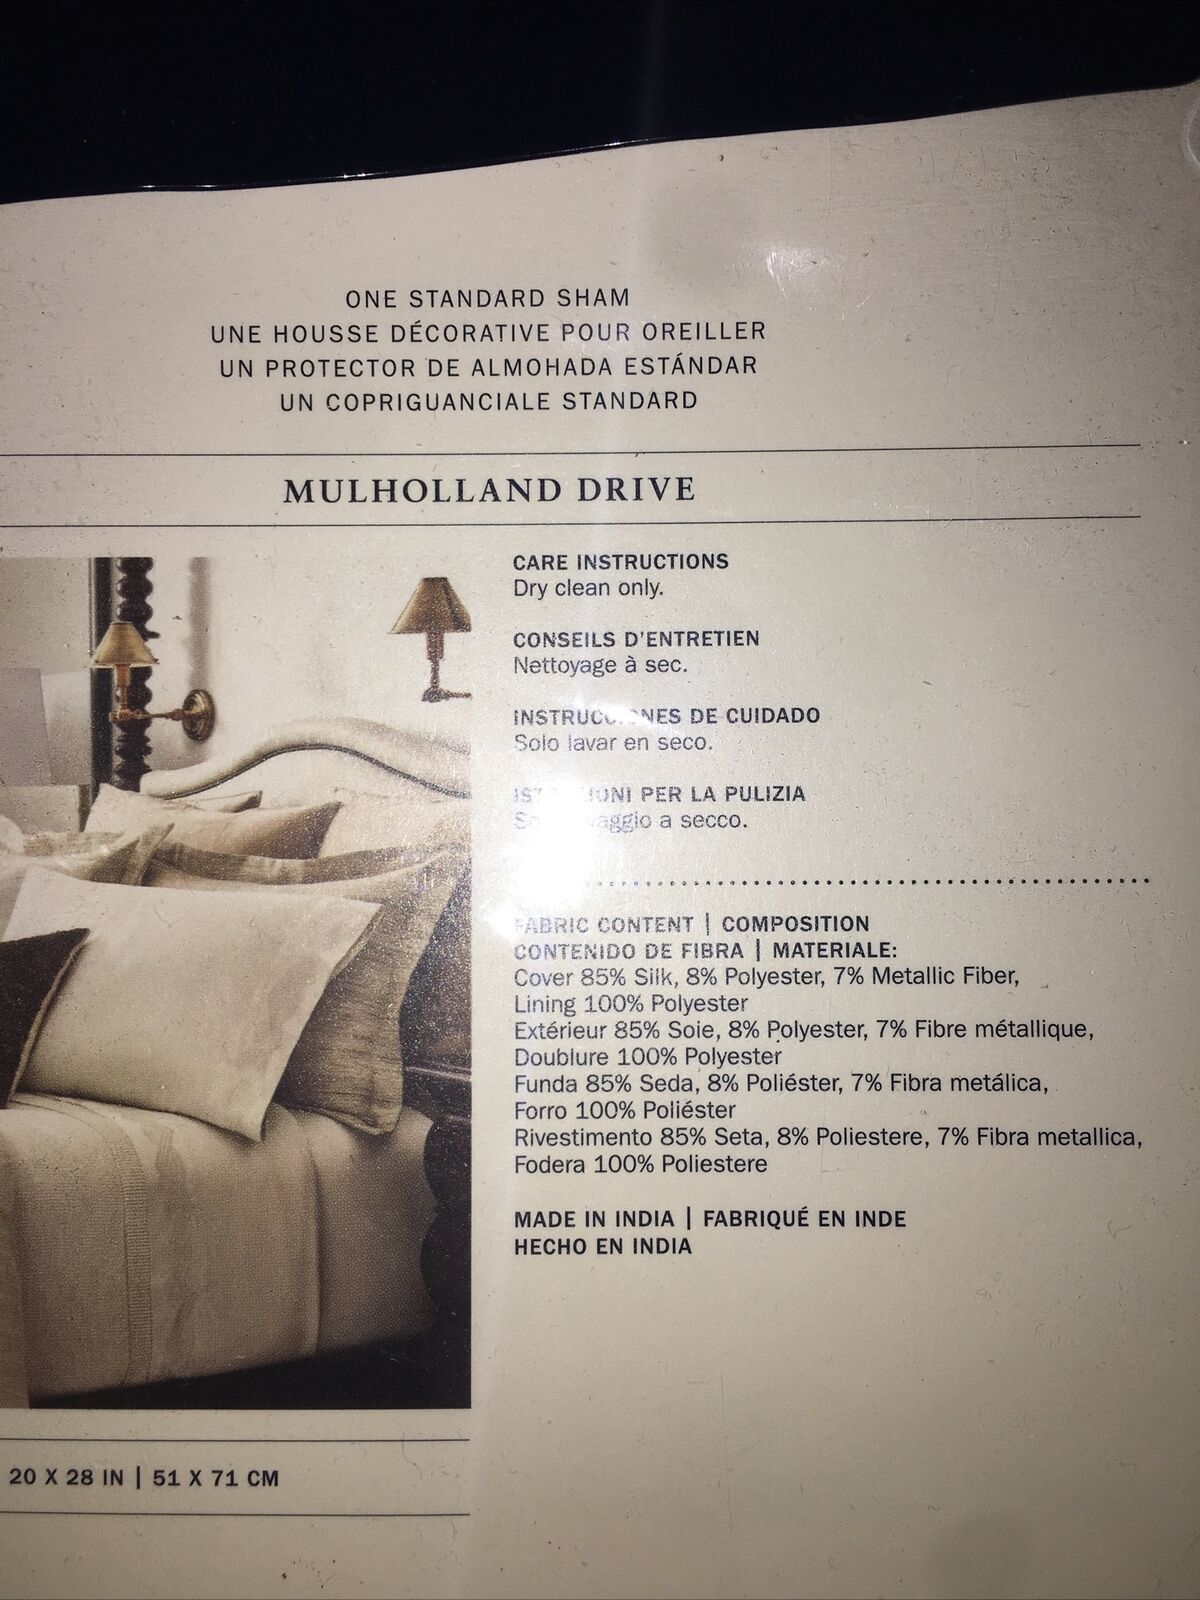 ONE STANDARD SHAM
UNE HOUSSE DÉCORATIVE POUR OREILLER
UN PROTECTOR DE ALMOHADA ESTÁNDAR
UN COPRIGUANCIALE STANDARD
MULHOLLAND DRIVE
CARE INSTRUCTIONS
Dry clean only.
CONSEILS D'ENTRETIEN
Nettoyage à sec.
DE CUIDADO
Solo lavar en seco.
PER LA PULIZIA
a secco.
FABRIC CONTENT | COMPOSITION
CONTENIDO DE FIBRA | MATERIALE:
Cover 85% Silk, 8% Polyester, 7% Metallic Fiber,
Lining 100% Polyester
Extérieur 85% Soie, 8% Polyester, 7% Fibre métallique,
Doublure 100% Polyester
Funda 85% Seda, 8% Poliéster, 7% Fibra metálica,
Forro 100% Poliéster
Rivestimento 85% Seta, 8% Poliestere, 7% Fibra metallica,
Fodera 100% Poliestere
MADE IN INDIA | FABRIQUÉ EN INDE
HECHO EN INDIA
20 X 28 IN | 51 X 71 CM